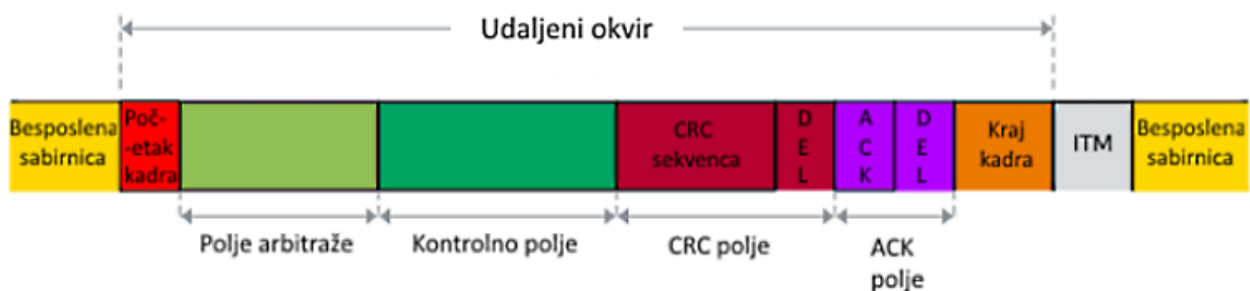 Udaljeni okvir
Besposlena
sabirnica
Poč-
-etak
kadra
CRC
sekvenca
D
E
L
A
C
K
D
E
L
Kraj
kadra
ITM
Besposlena
sabirnica
Polje arbitraže
Kontrolno polje
CRC polje
ACK
polje